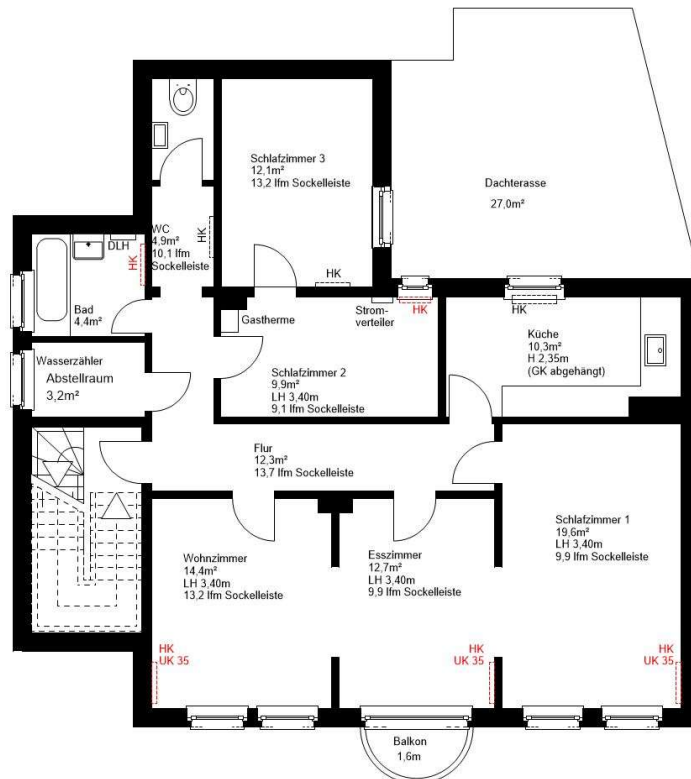 Schlafzimmer 3
12,1m²
13,2 lfm Sockelleiste
Dachterasse
27,0m²
WC
4,9m²
10,1 lfm
Sockelleiste
HK
DLH
HK
HK
Bad
4,4m²
Gastherme
Strom-
verteiler
HK
HK
Küche
10,3m²
H 2,35m
(GK abgehängt)
Wasserzähler
Abstellraum
3,2m²
Schlafzimmer 2
9,9m²
LH 3,40m
9,1 lfm Sockelleiste
Flur
12,3m²
13,7 lfm Sockelleiste
Schlafzimmer 1
19,6m²
LH 3,40m
9,9 lfm Sockelleiste
Wohnzimmer
14,4m²
LH 3,40m
13,2 lfm Sockelleiste
Esszimmer
12,7m²
LH 3,40m
9,9 lfm Sockelleiste
HK
UK 35
HK
UK 35
HK
UK 35
Balkon
1,6m²